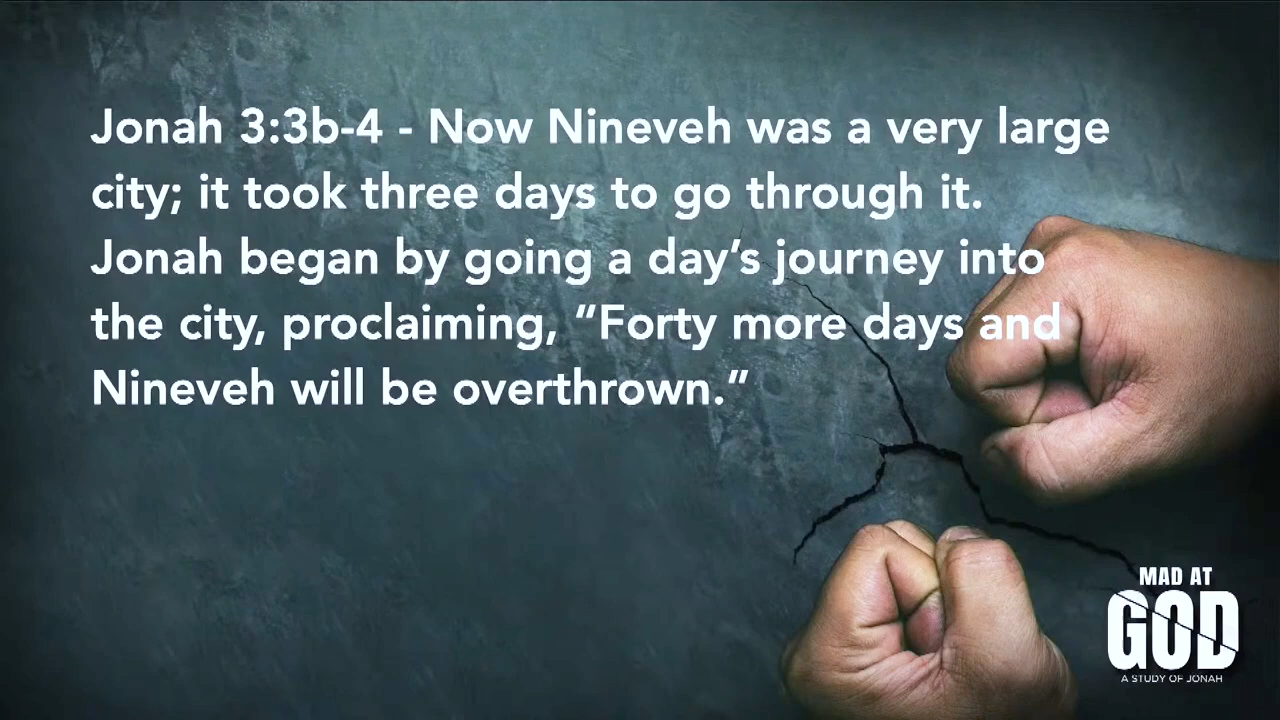 Jonah 3:3b-4 - Now Nineveh was a very large
city; it took three days to go through it.
Jonah began by going a day’s journey into
the city, proclaiming, “Forty more days and
Nineveh will be overthrown.”
MAD AT
GOD
A STUDY OF JONAH